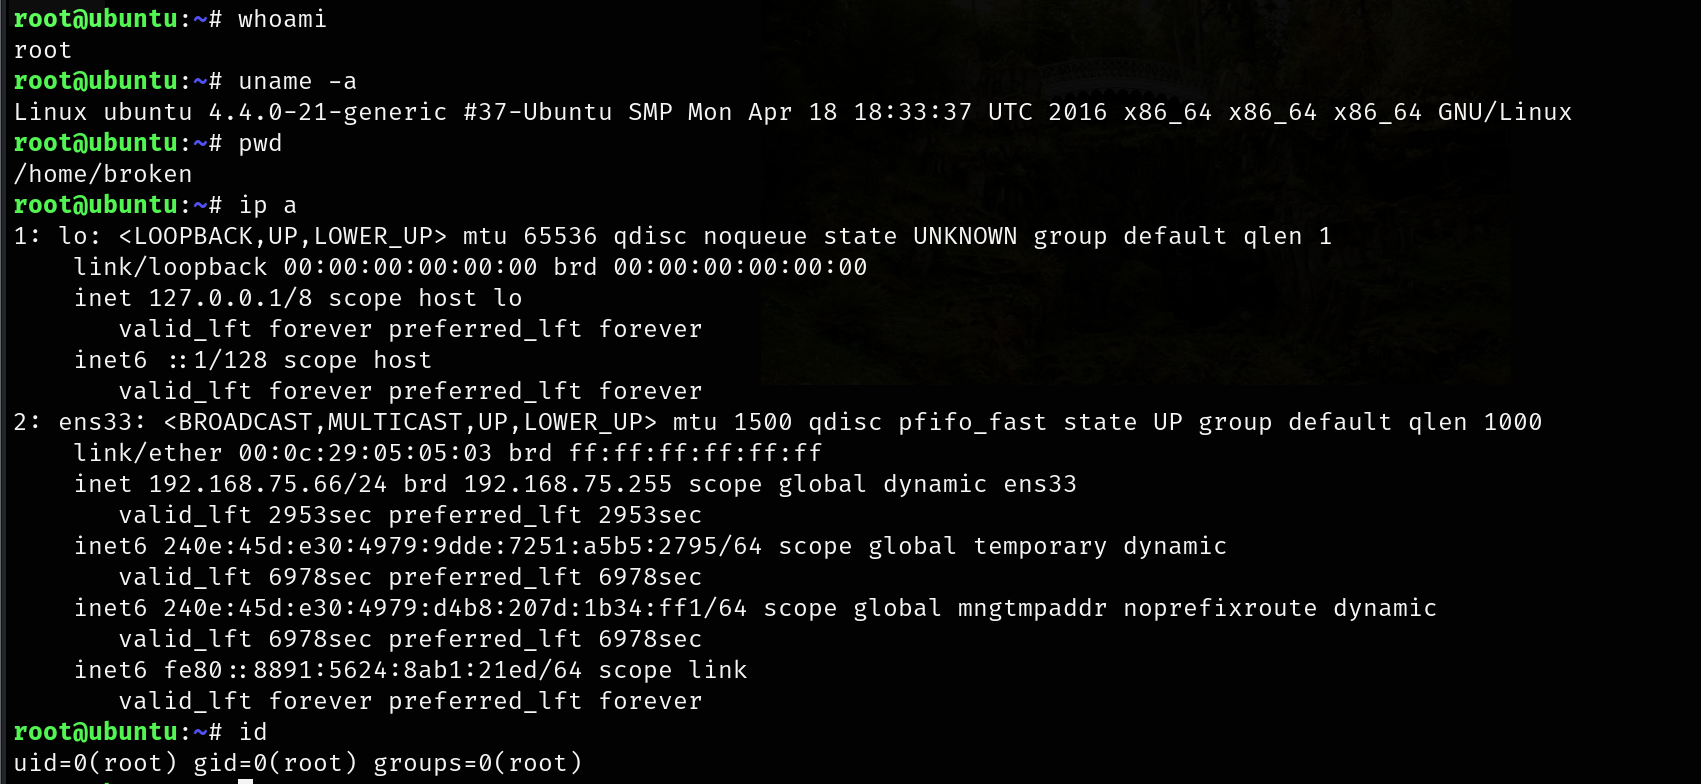 root@ubuntu:~# whoami
root
root@ubuntu:~# uname -a
Linux ubuntu 4.4.0-21-generic #37-Ubuntu SMP Mon Apr 18 18:33:37 UTC 2016 x86_64 x86_64 x86_64 GNU/Linux
root@ubuntu:~# pwd
/home/broken
root@ubuntu:~# ip a
1: lo: <LOOPBACK,UP,LOWER_UP> mtu 65536 qdisc noqueue state UNKNOWN group default qlen 1
    link/loopback 00:00:00:00:00:00 brd 00:00:00:00:00:00
    inet 127.0.0.1/8 scope host lo
       valid_lft forever preferred_lft forever
    inet6 ::1/128 scope host
       valid_lft forever preferred_lft forever
2: ens33: <BROADCAST,MULTICAST,UP,LOWER_UP> mtu 1500 qdisc pfifo_fast state UP group default qlen 1000
    link/ether 00:0c:29:05:05:03 brd ff:ff:ff:ff:ff:ff
    inet 192.168.75.66/24 brd 192.168.75.255 scope global dynamic ens33
       valid_lft 2953sec preferred_lft 2953sec
    inet6 240e:45d:e30:4979:9dde:7251:a5b5:2795/64 scope global temporary dynamic
       valid_lft 6978sec preferred_lft 6978sec
    inet6 240e:45d:e30:4979:d4b8:207d:1b34:ff1/64 scope global mngtmpaddr noprefixroute dynamic
       valid_lft 6978sec preferred_lft 6978sec
    inet6 fe80::8891:5624:8ab1:21ed/64 scope link
       valid_lft forever preferred_lft forever
root@ubuntu:~# id
uid=0(root) gid=0(root) groups=0(root)